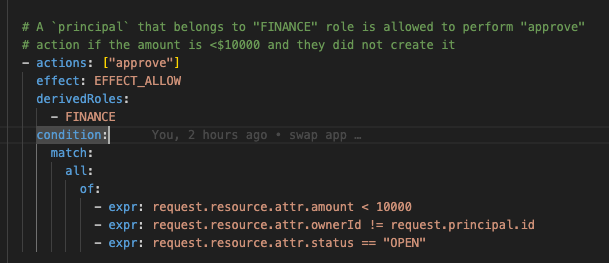 # A `principal` that belongs to "FINANCE" role is allowed to perform "approve"
# action if the amount is <$10000 and they did not create it
- actions: ["approve"]
effect: EFFECT_ALLOW
derivedRoles:
- FINANCE
condition: You, 2 hours ago • swap app …
match:
all:
of:
- expr: request.resource.attr.amount < 10000
- expr: request.resource.attr.ownerId != request.principal.id
- expr: request.resource.attr.status == "OPEN"